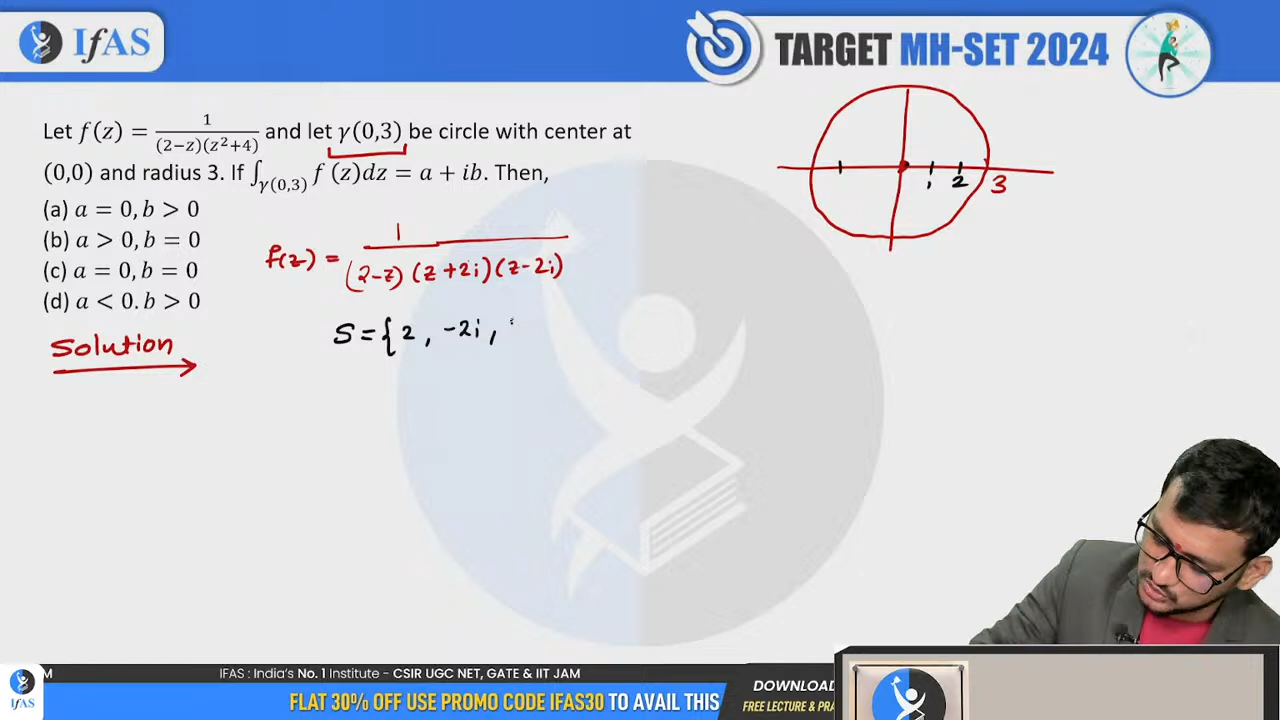 IfAS
TARGET MH-SET 2024
Let f(z) = 1/((2−z)(z²+4)) and let γ(0,3) be circle with center at
(0,0) and radius 3. If ∫γ(0,3) f (z)dz = a + ib. Then,
(a) a = 0, b > 0
(b) a > 0, b = 0
(c) a = 0, b = 0
(d) a < 0. b > 0
f(z) = 1/((2-z) (z+2i)(z-2i))
Solution
S = { 2 , -2i ,
1 2 3
M
IFAS : India's No. 1 Institute - CSIR UGC NET, GATE & IIT JAM
IfAS
FLAT 30% OFF USE PROMO CODE IFAS30 TO AVAIL THIS
DOWNLOAD
FREE LECTURE & PRA